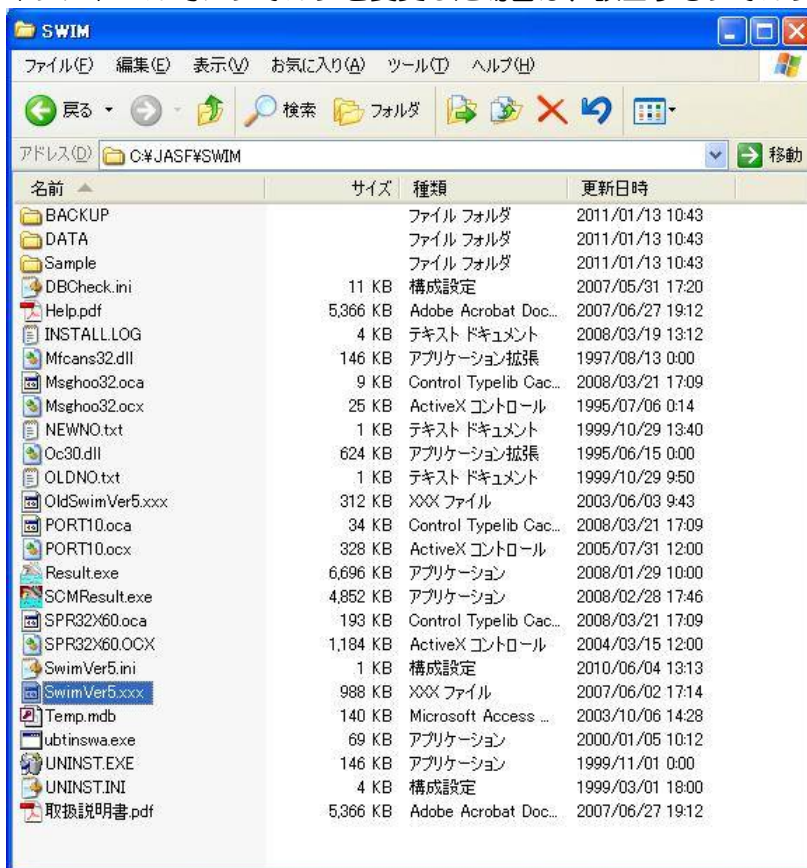 SWIM
ファイル(F) 編集(E) 表示(V) お気に入り(A) ツール(T) ヘルプ(H)
戻る 検索 フォルダ
アドレス(D) C:¥JASF¥SWIM 移動
名前 サイズ 種類 更新日時
BACKUP ファイル フォルダ 2011/01/13 10:43
DATA ファイル フォルダ 2011/01/13 10:43
Sample ファイル フォルダ 2011/01/13 10:43
DBCheck.ini 11 KB 構成設定 2007/05/31 17:20
Help.pdf 5,366 KB Adobe Acrobat Doc... 2007/06/27 19:12
INSTALL.LOG 4 KB テキスト ドキュメント 2008/03/19 13:12
Mfcans32.dll 146 KB アプリケーション拡張 1997/08/13 0:00
Msghoo32.oca 9 KB Control Typelib Cac... 2008/03/21 17:09
Msghoo32.ocx 25 KB ActiveX コントロール 1995/07/06 0:14
NEWNO.txt 1 KB テキスト ドキュメント 1999/10/29 13:40
Oc30.dll 624 KB アプリケーション拡張 1995/06/15 0:00
OLDNO.txt 1 KB テキスト ドキュメント 1999/10/29 9:50
OldSwimVer5.xxx 312 KB XXX ファイル 2003/06/03 9:43
PORT10.oca 34 KB Control Typelib Cac... 2008/03/21 17:09
PORT10.ocx 328 KB ActiveX コントロール 2005/07/31 12:00
Result.exe 6,696 KB アプリケーション 2008/01/29 10:00
SCMResult.exe 4,852 KB アプリケーション 2008/02/28 17:46
SPR32X60.oca 193 KB Control Typelib Cac... 2008/03/21 17:09
SPR32X60.OCX 1,184 KB ActiveX コントロール 2004/03/15 12:00
SwimVer5.ini 1 KB 構成設定 2010/06/04 13:13
SwimVer5.xxx 988 KB XXX ファイル 2007/06/02 17:14
Temp.mdb 140 KB Microsoft Access ... 2003/10/06 14:28
ubtinswa.exe 69 KB アプリケーション 2000/01/05 10:12
UNINST.EXE 146 KB アプリケーション 1999/11/01 0:00
UNINST.INI 4 KB 構成設定 1999/03/01 18:00
取扱説明書.pdf 5,366 KB Adobe Acrobat Doc... 2007/06/27 19:12